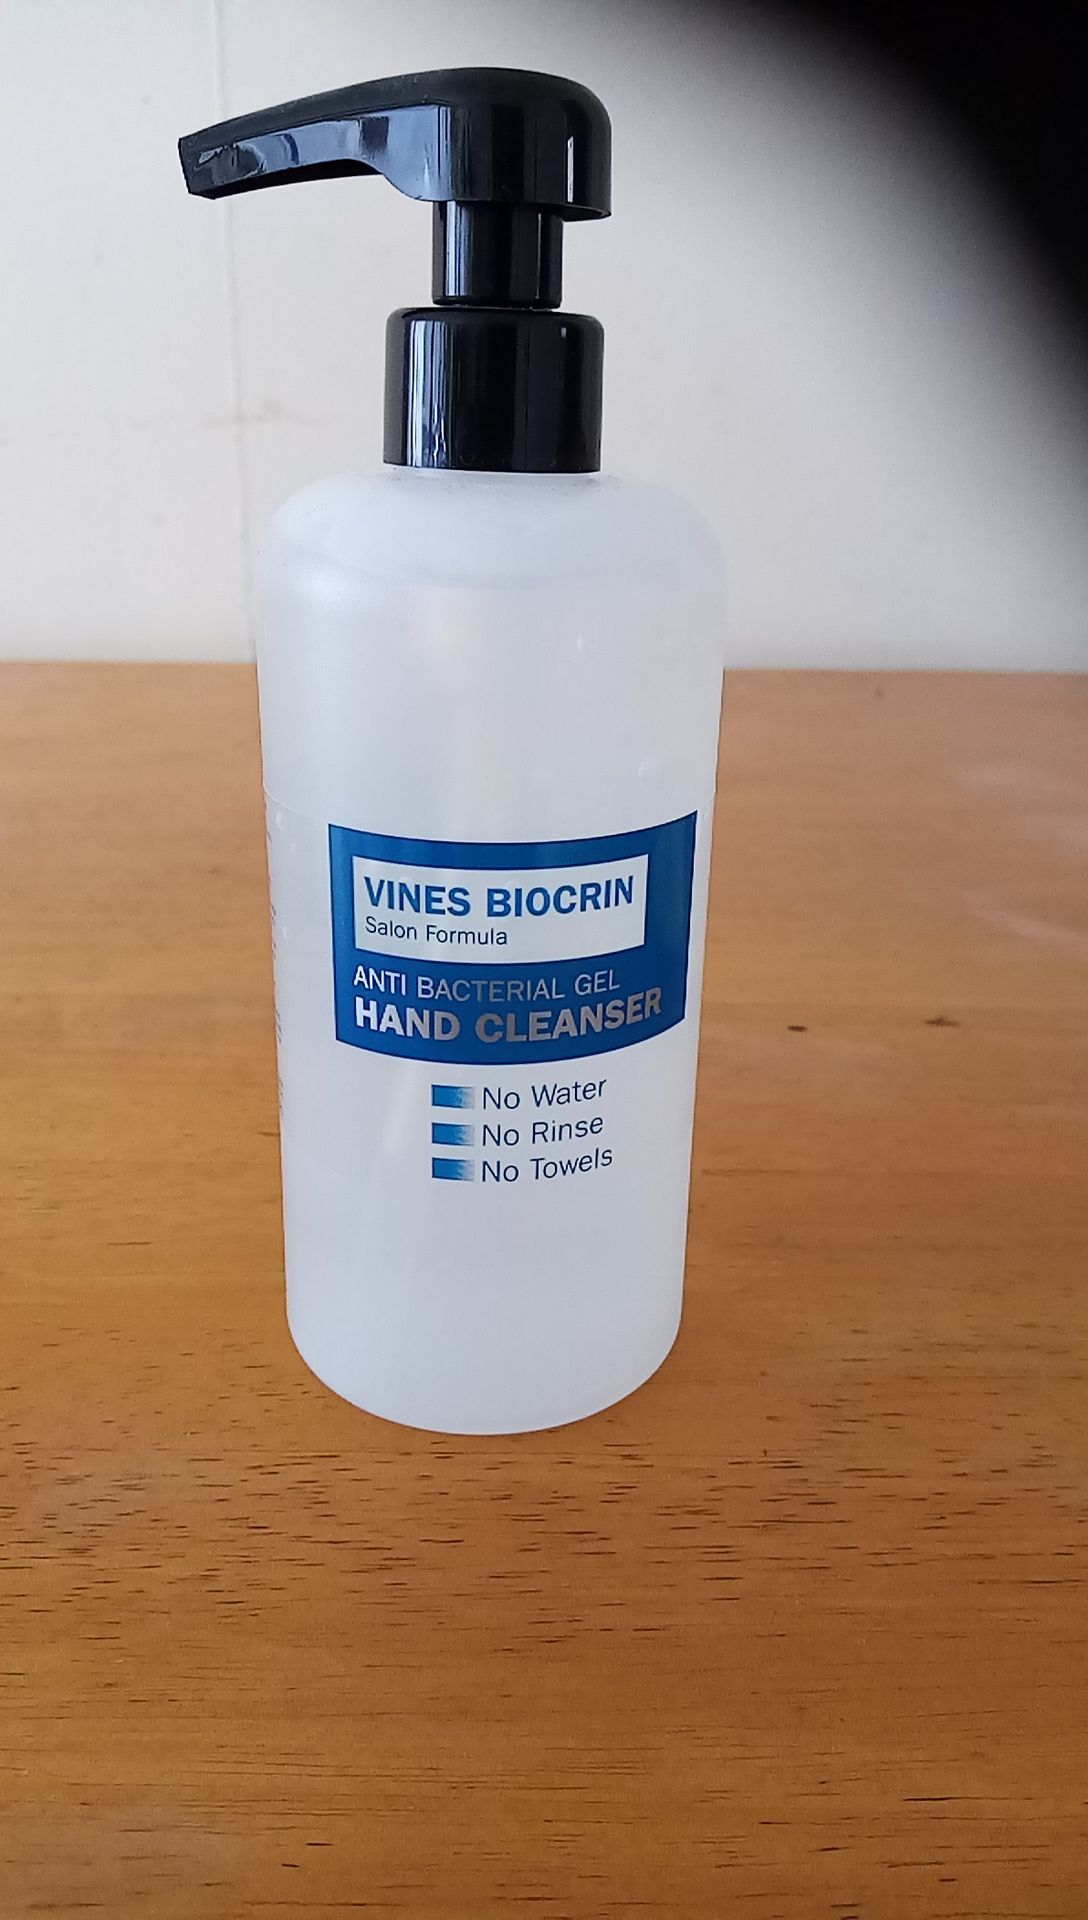 VINES BIOCRIN
Salon Formula
ANTI BACTERIAL GEL
HAND CLEANSER
No Water
No Rinse
No Towels